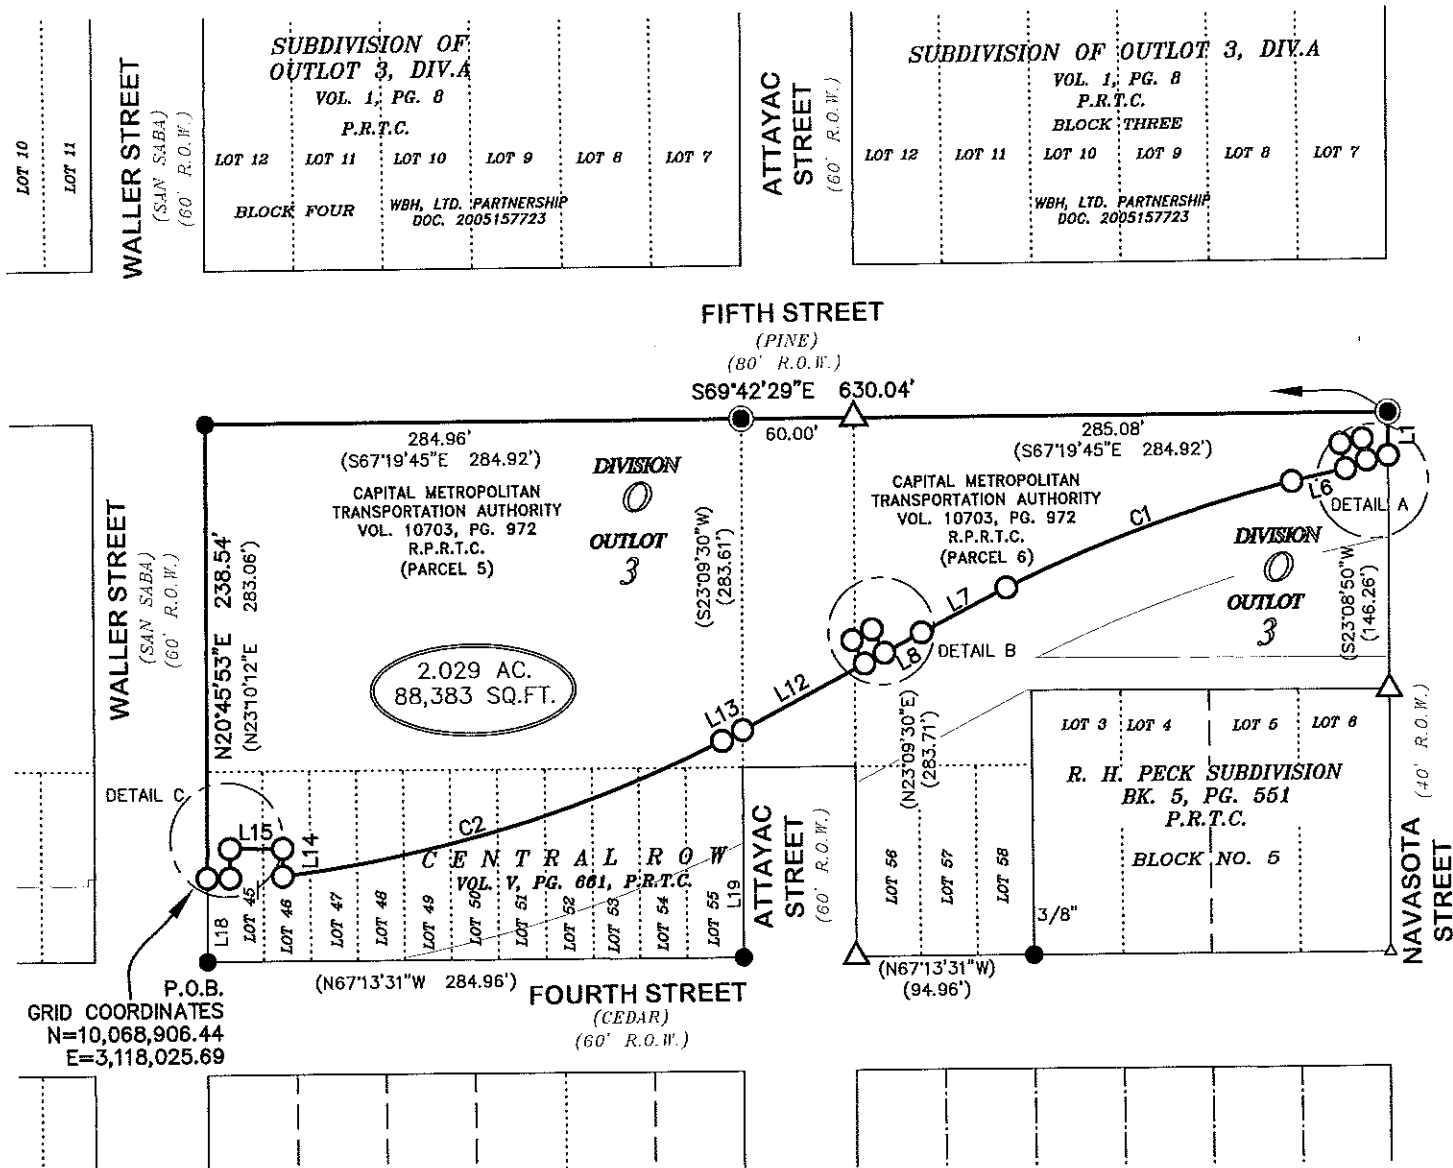 LOT 10
LOT 11
WALLER STREET
(SAN SABA)
(60' R.O.W.)
SUBDIVISION OF
OUTLOT 3, DIV.A
VOL. 1, PG. 8
P.R.T.C.
LOT 12
LOT 11
LOT 10
LOT 9
LOT 8
LOT 7
BLOCK FOUR
WBH, LTD. PARTNERSHIP
DOC. 2005157723
ATTAYAC
STREET
(60' R.O.W.)
SUBDIVISION OF OUTLOT 3, DIV.A
VOL. 1, PG. 8
P.R.T.C.
BLOCK THREE
LOT 12
LOT 11
LOT 10
LOT 9
LOT 8
LOT 7
WBH, LTD. PARTNERSHIP
DOC. 2005157723
FIFTH STREET
(PINE)
(80' R.O.W.)
S69°42'29"E 630.04'
284.96'
(S67°19'45"E 284.92')
60.00'
285.08'
(S67°19'45"E 284.92')
L1
L6
DETAIL A
C1
CAPITAL METROPOLITAN
TRANSPORTATION AUTHORITY
VOL. 10703, PG. 972
R.P.R.T.C.
(PARCEL 5)
DIVISION
O
OUTLOT
3
(S23°09'30"W)
(283.61')
CAPITAL METROPOLITAN
TRANSPORTATION AUTHORITY
VOL. 10703, PG. 972
R.P.R.T.C.
(PARCEL 6)
DIVISION
O
OUTLOT
3
(S23°08'50"W
(146.26')
WALLER STREET
(SAN SABA)
(60' R.O.W.)
N20°45'53"E 238.54'
(N23°10'12"E 283.06')
2.029 AC.
88,383 SQ.FT.
L7
L8
DETAIL B
L12
L13
(N23°09'30"E)
(283.71')
LOT 3
LOT 4
LOT 5
LOT 6
R. H. PECK SUBDIVISION
BK. 5, PG. 551
P.R.T.C.
BLOCK NO. 5
(40' R.O.W.)
NAVASOTA
STREET
DETAIL C
L15
L14
C2
CENTRAL ROW
VOL. V, PG. 661, P.R.T.C.
L18
LOT 45
LOT 46
LOT 47
LOT 48
LOT 49
LOT 50
LOT 51
LOT 52
LOT 53
LOT 54
LOT 55
L19
ATTAYAC
STREET
(60' R.O.W.)
LOT 56
LOT 57
LOT 58
3/8"
P.O.B.
GRID COORDINATES
N=10,068,906.44
E=3,118,025.69
(N67°13'31"W 284.96')
FOURTH STREET
(CEDAR)
(60' R.O.W.)
(N67°13'31"W)
(94.96')